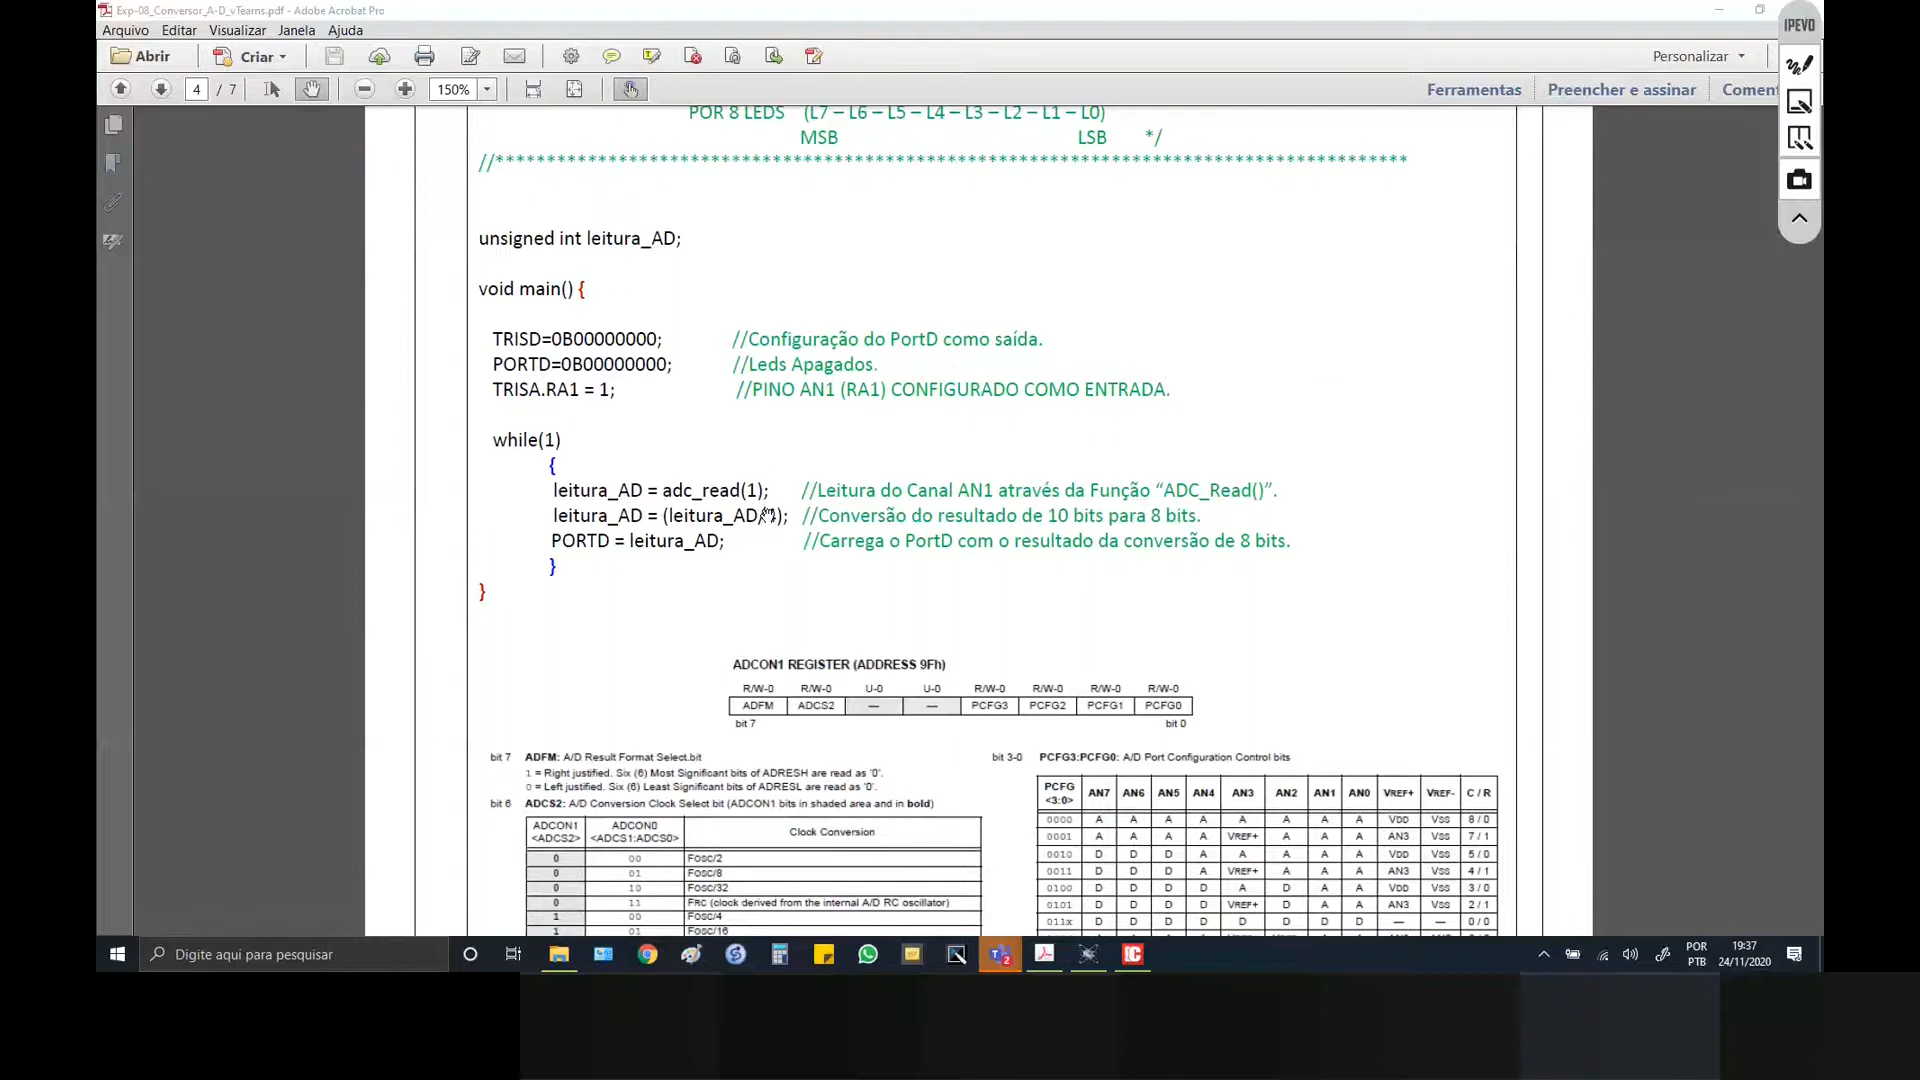 Exp-08_Conversor_A-D_vTeams.pdf - Adobe Acrobat Pro
IPEVO
Arquivo Editar Visualizar Janela Ajuda
Abrir Criar Personalizar
4 / 7 150% Ferramentas Preencher e assinar Coment
POR 8 LEDS (L7 – L6 – L5 – L4 – L3 – L2 – L1 – L0)
MSB LSB */
//******************************************************************************************
unsigned int leitura_AD;
void main() {
TRISD=0B00000000; //Configuração do PortD como saída.
PORTD=0B00000000; //Leds Apagados.
TRISA.RA1 = 1; //PINO AN1 (RA1) CONFIGURADO COMO ENTRADA.
while(1)
{
leitura_AD = adc_read(1); //Leitura do Canal AN1 através da Função “ADC_Read()”.
leitura_AD = (leitura_AD/ ); //Conversão do resultado de 10 bits para 8 bits.
PORTD = leitura_AD; //Carrega o PortD com o resultado da conversão de 8 bits.
}
}
ADCON1 REGISTER (ADDRESS 9Fh)
R/W-0 R/W-0 U-0 U-0 R/W-0 R/W-0 R/W-0 R/W-0
ADFM ADCS2 — — PCFG3 PCFG2 PCFG1 PCFG0
bit 7 bit 0
bit 7 ADFM: A/D Result Format Select.bit
1 = Right justified. Six (6) Most Significant bits of ADRESH are read as '0'.
0 = Left justified. Six (6) Least Significant bits of ADRESL are read as '0'.
bit 6 ADCS2: A/D Conversion Clock Select bit (ADCON1 bits in shaded area and in bold)
ADCON1 <ADCS2> ADCON0 <ADCS1:ADCS0> Clock Conversion
0 00 FOSC/2
0 01 FOSC/8
0 10 FOSC/32
0 11 FRC (clock derived from the internal A/D RC oscillator)
1 00 FOSC/4
1 01 FOSC/16
bit 3-0 PCFG3:PCFG0: A/D Port Configuration Control bits
PCFG <3:0> AN7 AN6 AN5 AN4 AN3 AN2 AN1 AN0 VREF+ VREF- C / R
0000 A A A A A A A A VDD VSS 8 / 0
0001 A A A A VREF+ A A A AN3 VSS 7 / 1
0010 D D D A A A A A VDD VSS 5 / 0
0011 D D D A VREF+ A A A AN3 VSS 4 / 1
0100 D D D D A D A A VDD VSS 3 / 0
0101 D D D D VREF+ D A A AN3 VSS 2 / 1
011x D D D D D D D D — — 0 / 0
Digite aqui para pesquisar
POR
PTB
19:37
24/11/2020